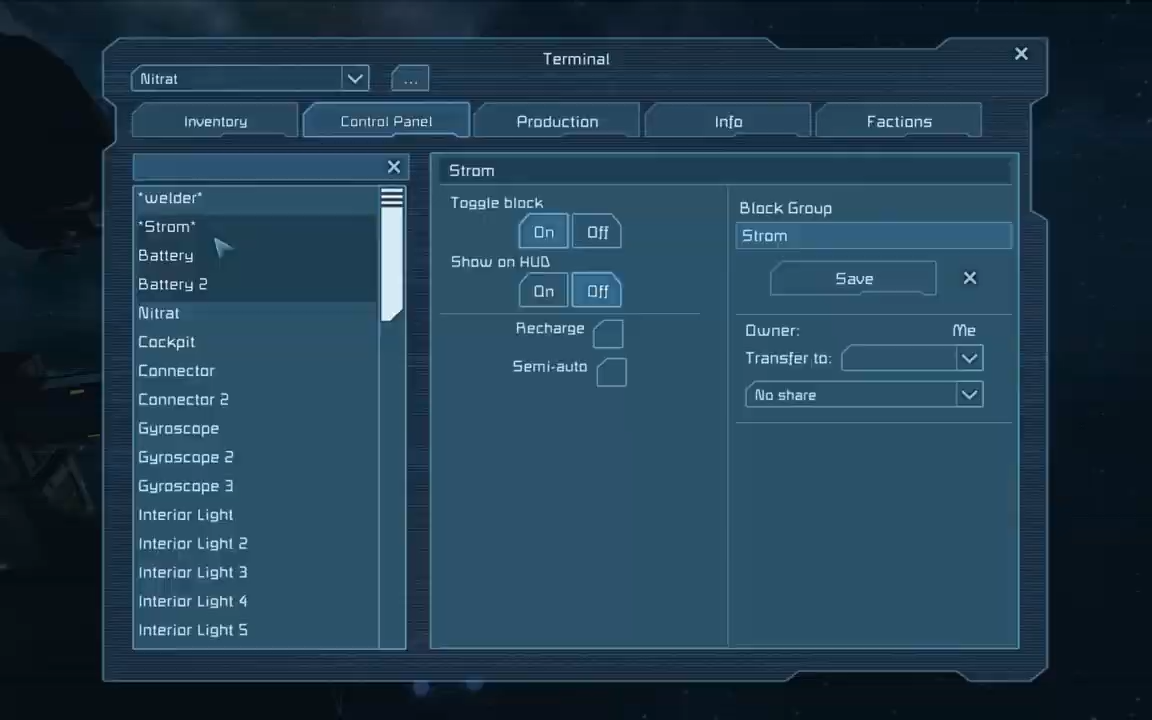 Terminal
Nitrat
...
Inventory
Control Panel
Production
Info
Factions
*welder*
*Strom*
Battery
Battery 2
Nitrat
Cockpit
Connector
Connector 2
Gyroscope
Gyroscope 2
Gyroscope 3
Interior Light
Interior Light 2
Interior Light 3
Interior Light 4
Interior Light 5
Strom
Toggle block
On Off
Show on HUD
On Off
Recharge
Semi-auto
Block Group
Strom
Save
Owner: Me
Transfer to:
No share